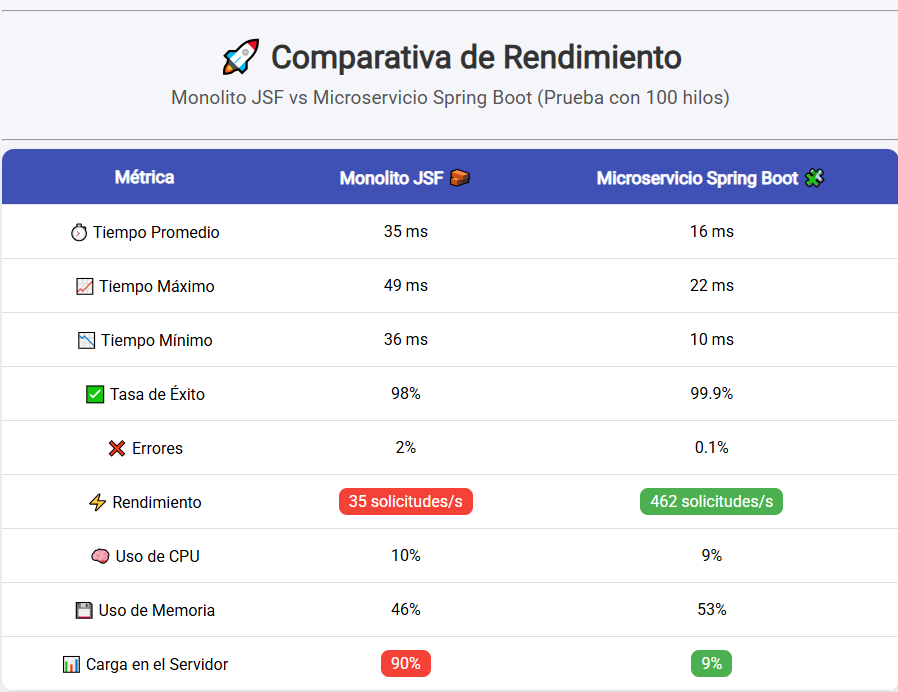 🚀 Comparativa de Rendimiento
Monolito JSF vs Microservicio Spring Boot (Prueba con 100 hilos)
Métrica Monolito JSF 🧱 Microservicio Spring Boot 🧩
⏱ Tiempo Promedio 35 ms 16 ms
📈 Tiempo Máximo 49 ms 22 ms
📉 Tiempo Mínimo 36 ms 10 ms
✅ Tasa de Éxito 98% 99.9%
❌ Errores 2% 0.1%
⚡ Rendimiento 35 solicitudes/s 462 solicitudes/s
🧠 Uso de CPU 10% 9%
💾 Uso de Memoria 46% 53%
📊 Carga en el Servidor 90% 9%